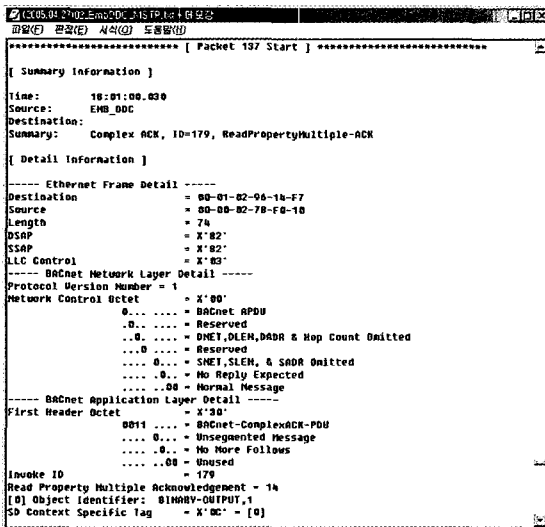 파일(F) 편집(E) 서식(O) 도움말(H)
************************** [ Packet 137 Start ] **************************
[ Summary Information ]
Time: 16:01:00.030
Source: EMB_DDC
Destination:
Summary: Complex ACK, ID=179, ReadPropertyMultiple-ACK
[ Detail Information ]
----- Ethernet Frame Detail -----
Destination = 00-01-02-96-14-F7
Source = 00-00-02-7B-F0-10
Length = 74
DSAP = X'82'
SSAP = X'82'
LLC Control = X'03'
----- BACnet Network Layer Detail -----
Protocol Version Number = 1
Network Control Octet = X'00'
0... .... = BACnet APDU
.0.. .... = Reserved
..0. .... = DNET,DLEN,DADR & Hop Count Omitted
...0 .... = Reserved
.... 0... = SNET,SLEN, & SADR Omitted
.... .0.. = No Reply Expected
.... ..00 = Normal Message
----- BACnet Application Layer Detail -----
First Header Octet = X'30'
0011 .... = BACnet-ComplexACK-PDU
.... 0... = Unsegmented Message
.... .0.. = No More Follows
.... ..00 = Unused
Invoke ID = 179
Read Property Multiple Acknowledgement = 14
[0] Object Identifier: BINARY-OUTPUT,1
SD Context Specific Tag = X'0C' = [0]